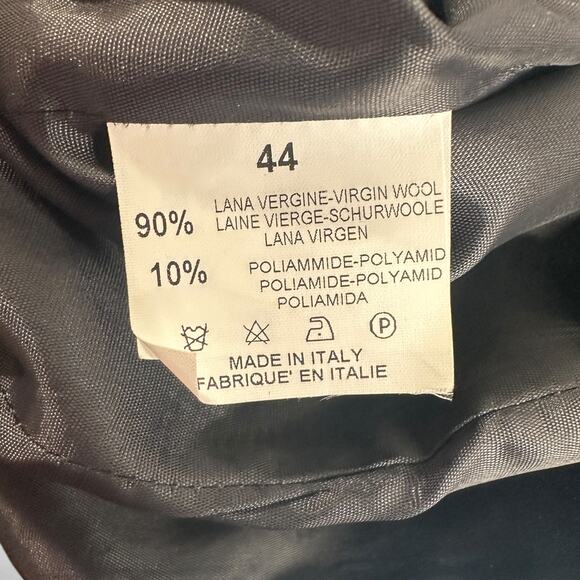 44
90% LANA VERGINE-VIRGIN WOOL
LAINE VIERGE-SCHURWOOLE
LANA VIRGEN
10% POLIAMMIDE-POLYAMID
POLIAMIDE-POLYAMID
POLIAMIDA
P
MADE IN ITALY
FABRIQUE' EN ITALIE